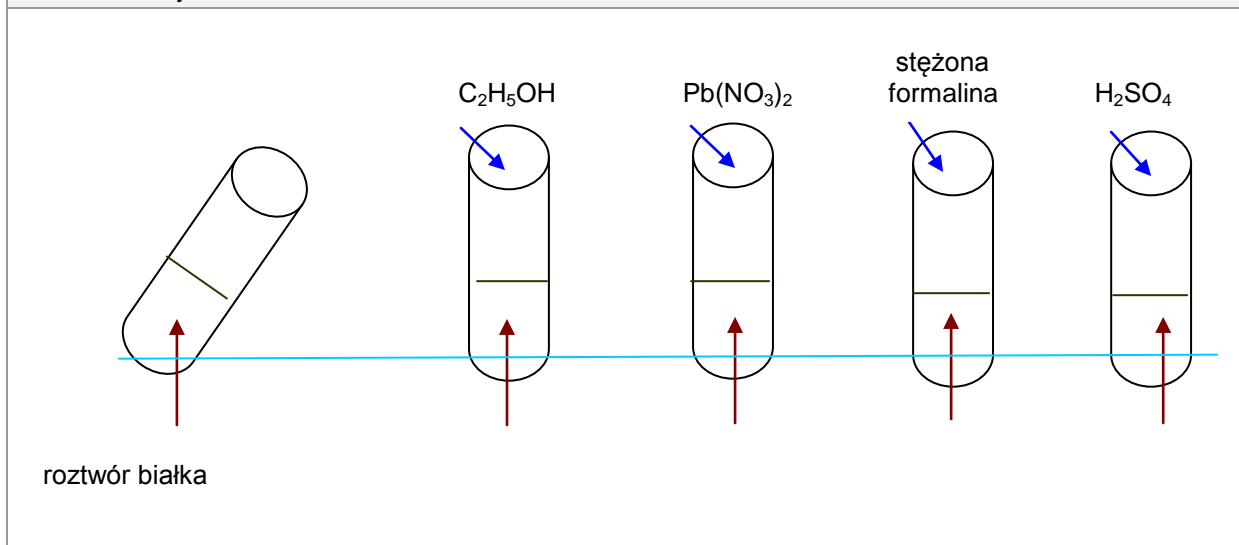 C₂H₅OH
Pb(NO₃)₂
stężona
formalina
H₂SO₄
roztwór białka